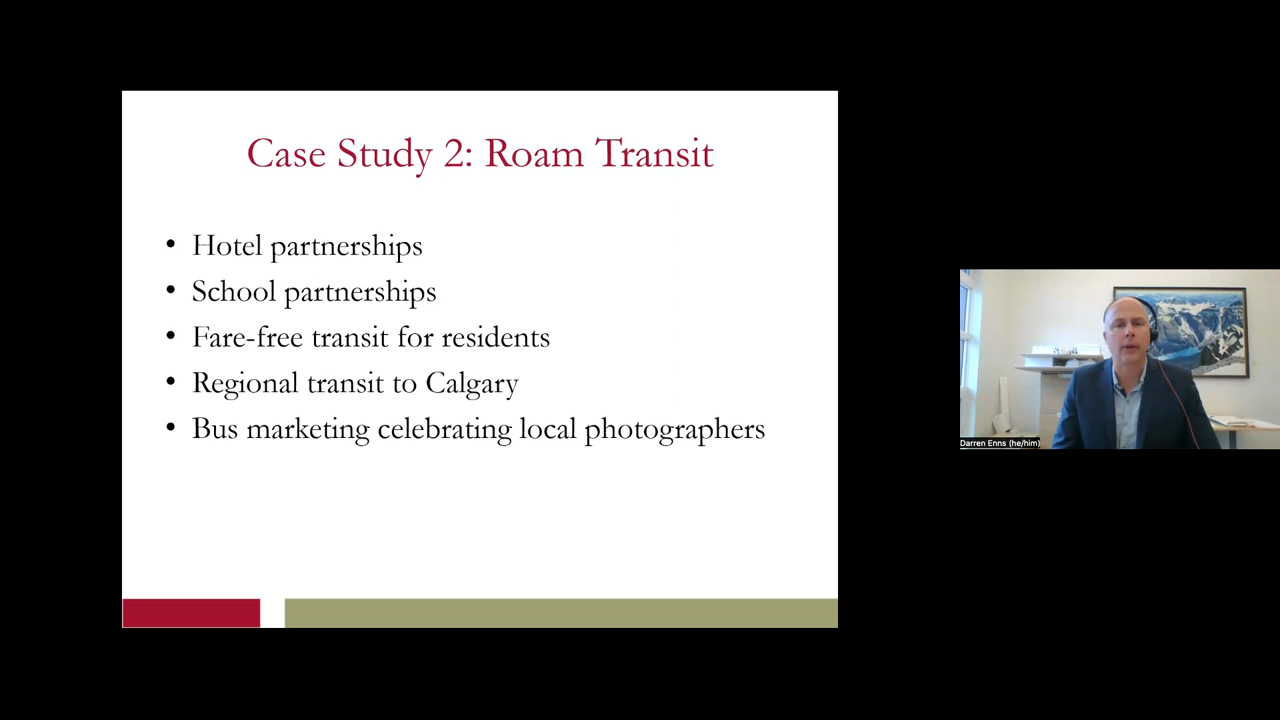 Case Study 2: Roam Transit
• Hotel partnerships
• School partnerships
• Fare-free transit for residents
• Regional transit to Calgary
• Bus marketing celebrating local photographers
Darren Enns (he/him)